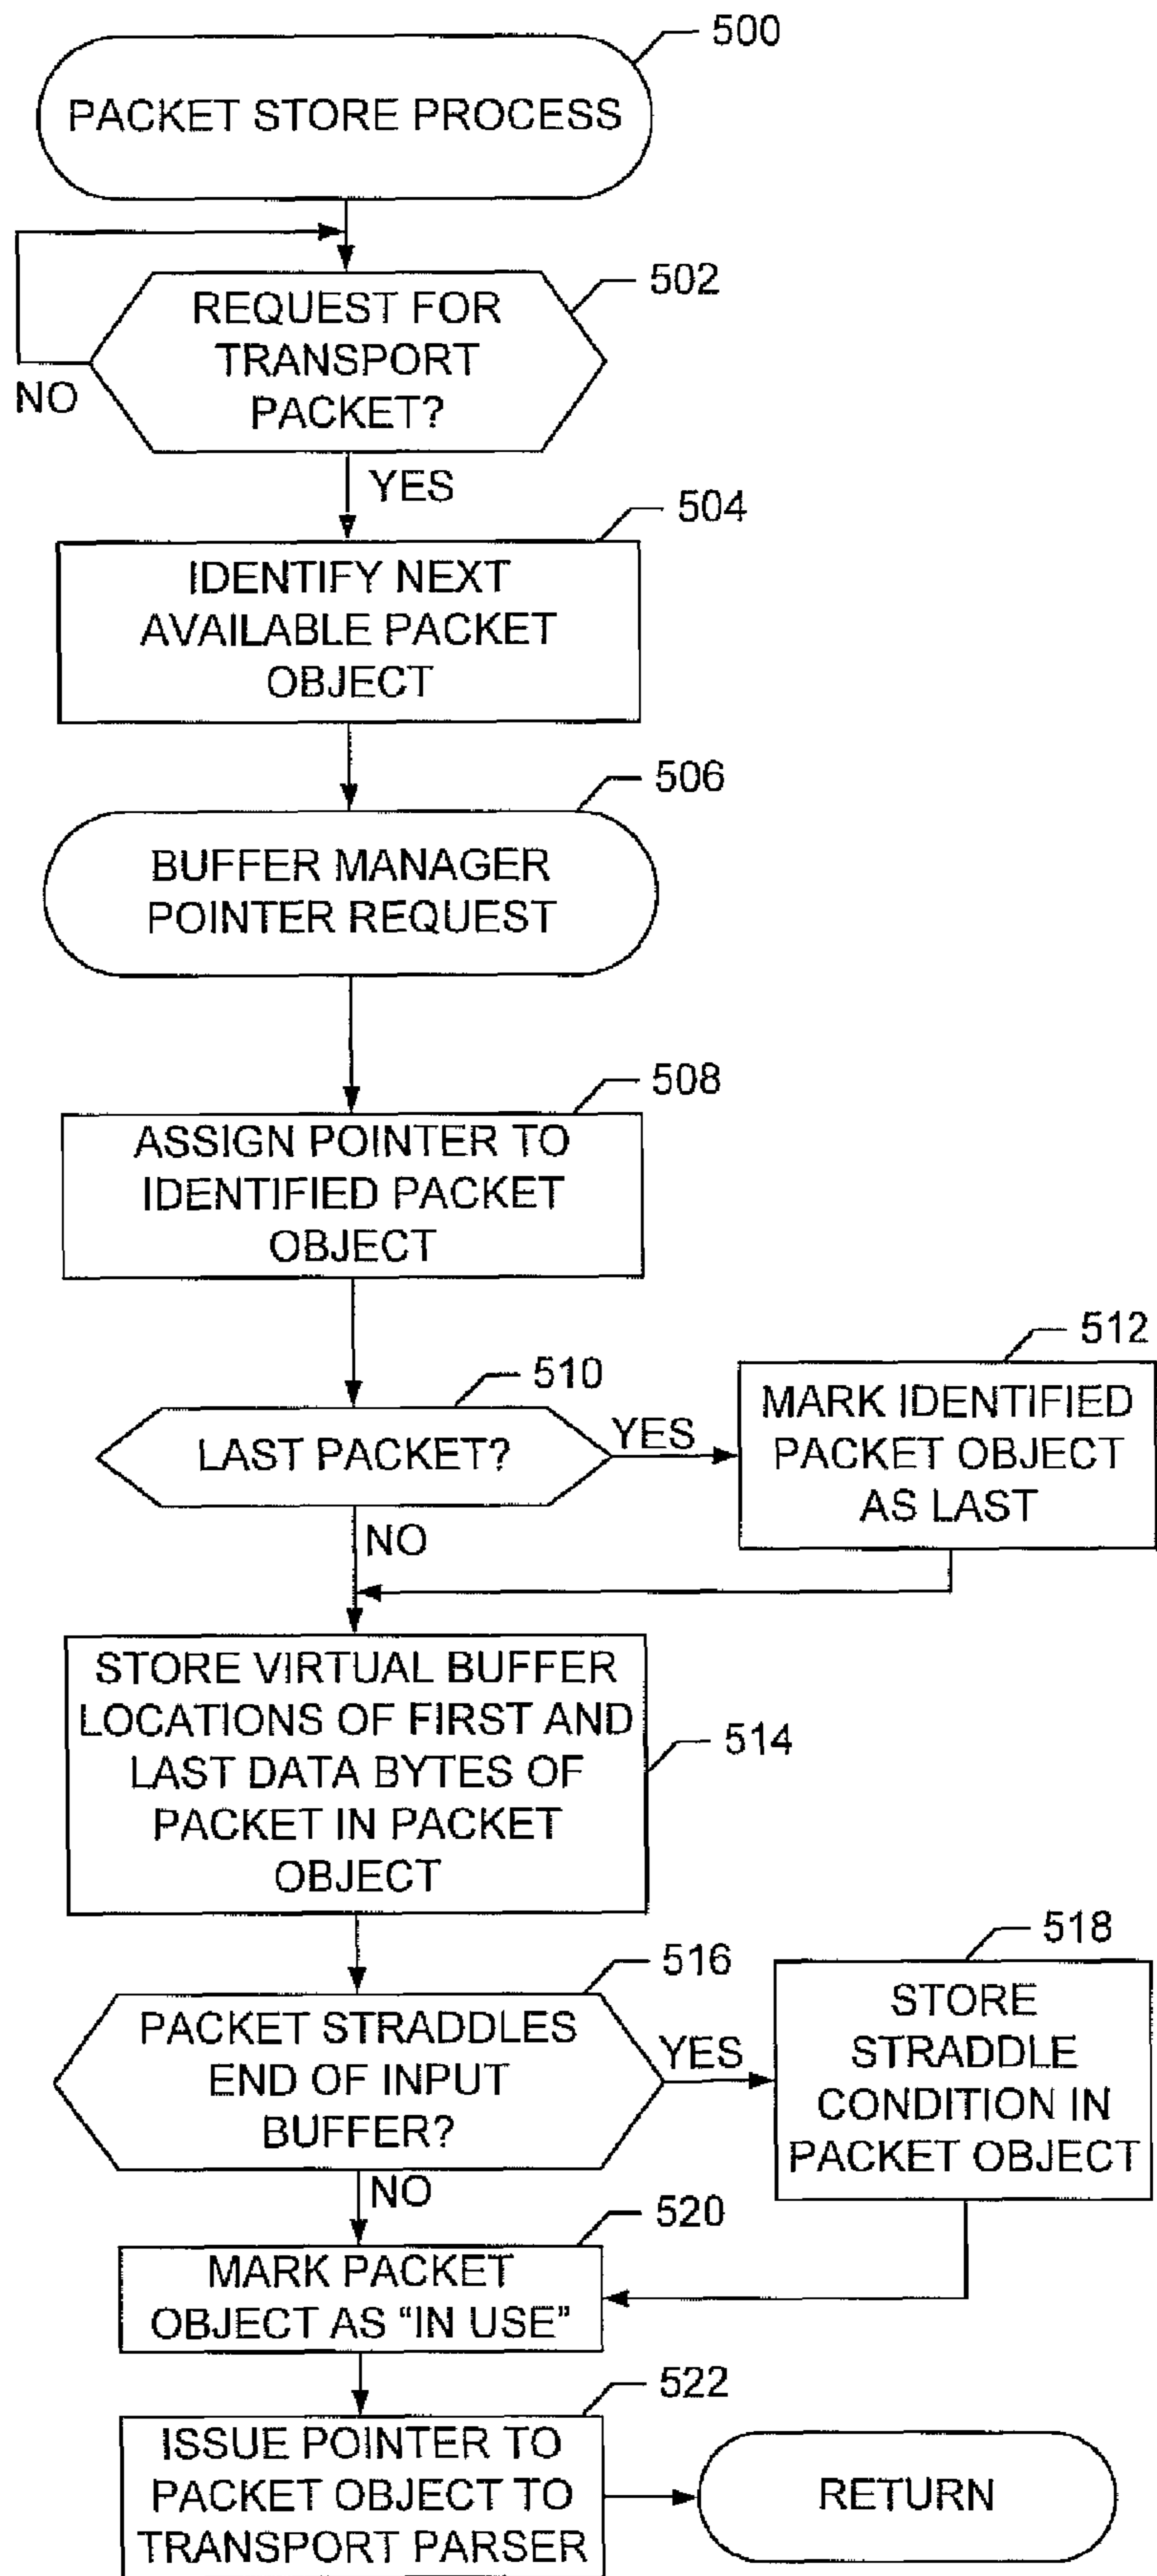 500
PACKET STORE PROCESS
502
REQUEST FOR
TRANSPORT
PACKET?
NO
YES
504
IDENTIFY NEXT
AVAILABLE PACKET
OBJECT
506
BUFFER MANAGER
POINTER REQUEST
508
ASSIGN POINTER TO
IDENTIFIED PACKET
OBJECT
510
LAST PACKET?
YES
512
MARK IDENTIFIED
PACKET OBJECT
AS LAST
NO
STORE VIRTUAL BUFFER
LOCATIONS OF FIRST AND
LAST DATA BYTES OF
PACKET IN PACKET
OBJECT
514
516
PACKET STRADDLES
END OF INPUT
BUFFER?
YES
518
STORE
STRADDLE
CONDITION IN
PACKET OBJECT
NO
520
MARK PACKET
OBJECT AS “IN USE”
522
ISSUE POINTER TO
PACKET OBJECT TO
TRANSPORT PARSER
RETURN